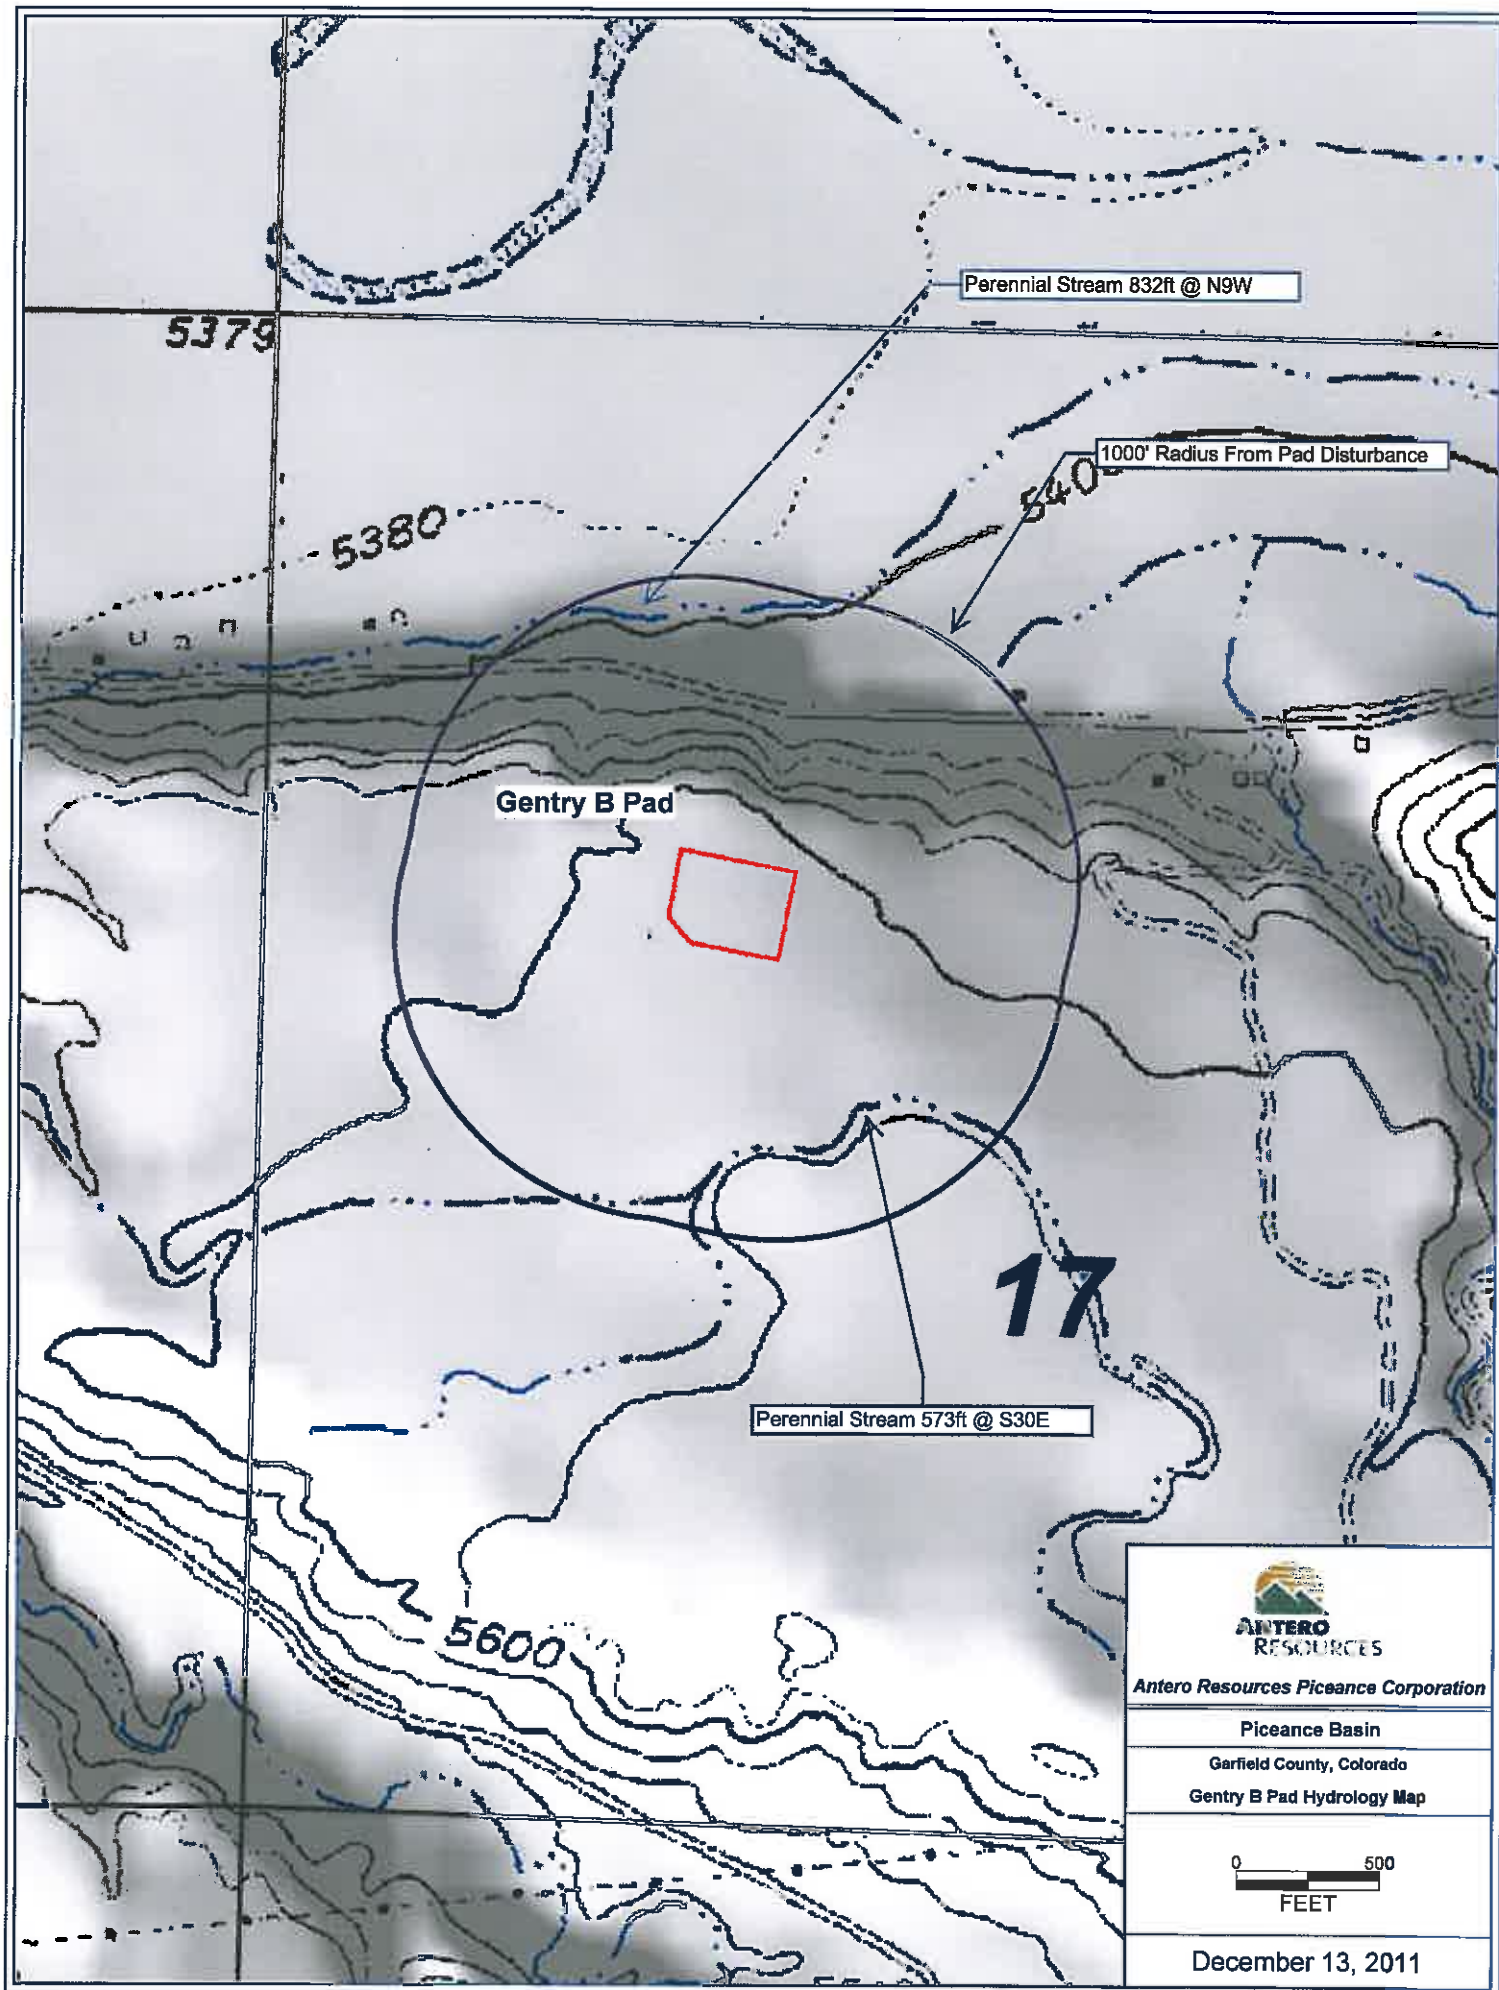 Perennial Stream 832ft @ N9W
5379
1000' Radius From Pad Disturbance
5380
Gentry B Pad
17
Perennial Stream 573ft @ S30E
5600
ANTERO
RESOURCES
Antero Resources Piceance Corporation
Piceance Basin
Garfield County, Colorado
Gentry B Pad Hydrology Map
0 500
FEET
December 13, 2011